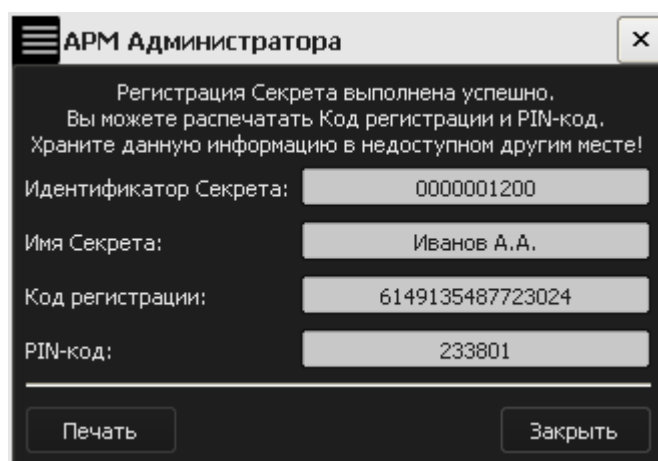 АРМ Администратора
Регистрация Секрета выполнена успешно.
Вы можете распечатать Код регистрации и PIN-код.
Храните данную информацию в недоступном другим месте!
Идентификатор Секрета: 0000001200
Имя Секрета: Иванов А.А.
Код регистрации: 6149135487723024
PIN-код: 233801
Печать Закрыть